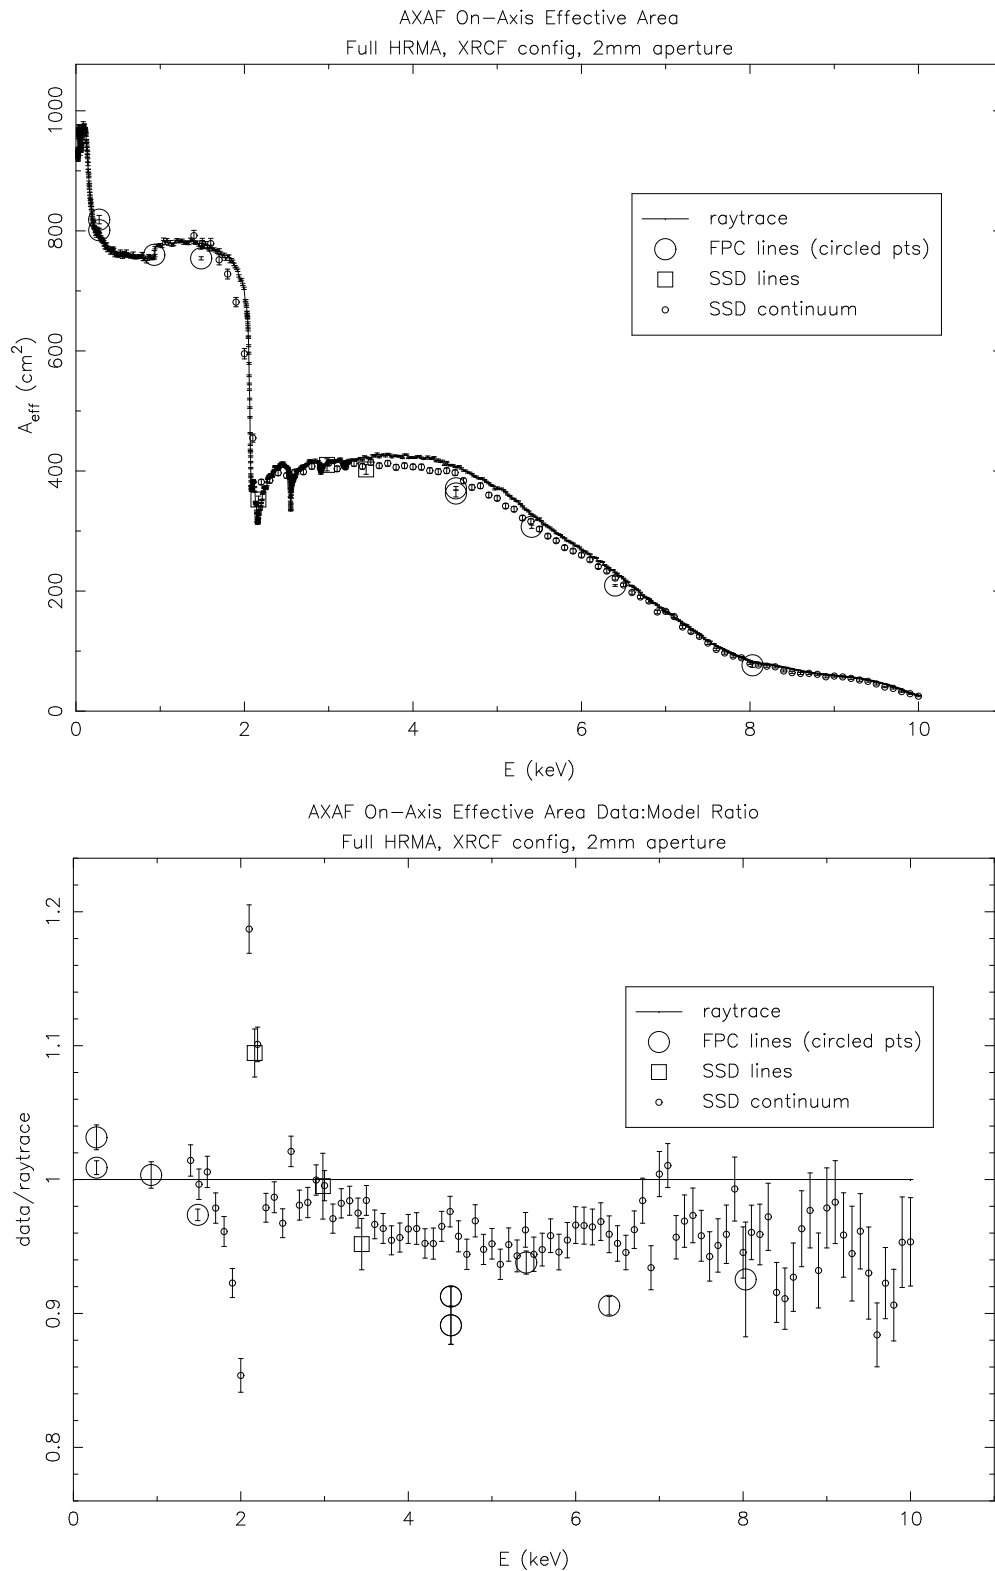 AXAF On-Axis Effective Area
Full HRMA, XRCF config, 2mm aperture
1000
800
600
400
200
0
A_eff (cm²)
raytrace
FPC lines (circled pts)
SSD lines
SSD continuum
0 2 4 6 8 10
E (keV)
AXAF On-Axis Effective Area Data:Model Ratio
Full HRMA, XRCF config, 2mm aperture
1.2
1.1
1
0.9
0.8
data/raytrace
raytrace
FPC lines (circled pts)
SSD lines
SSD continuum
0 2 4 6 8 10
E (keV)